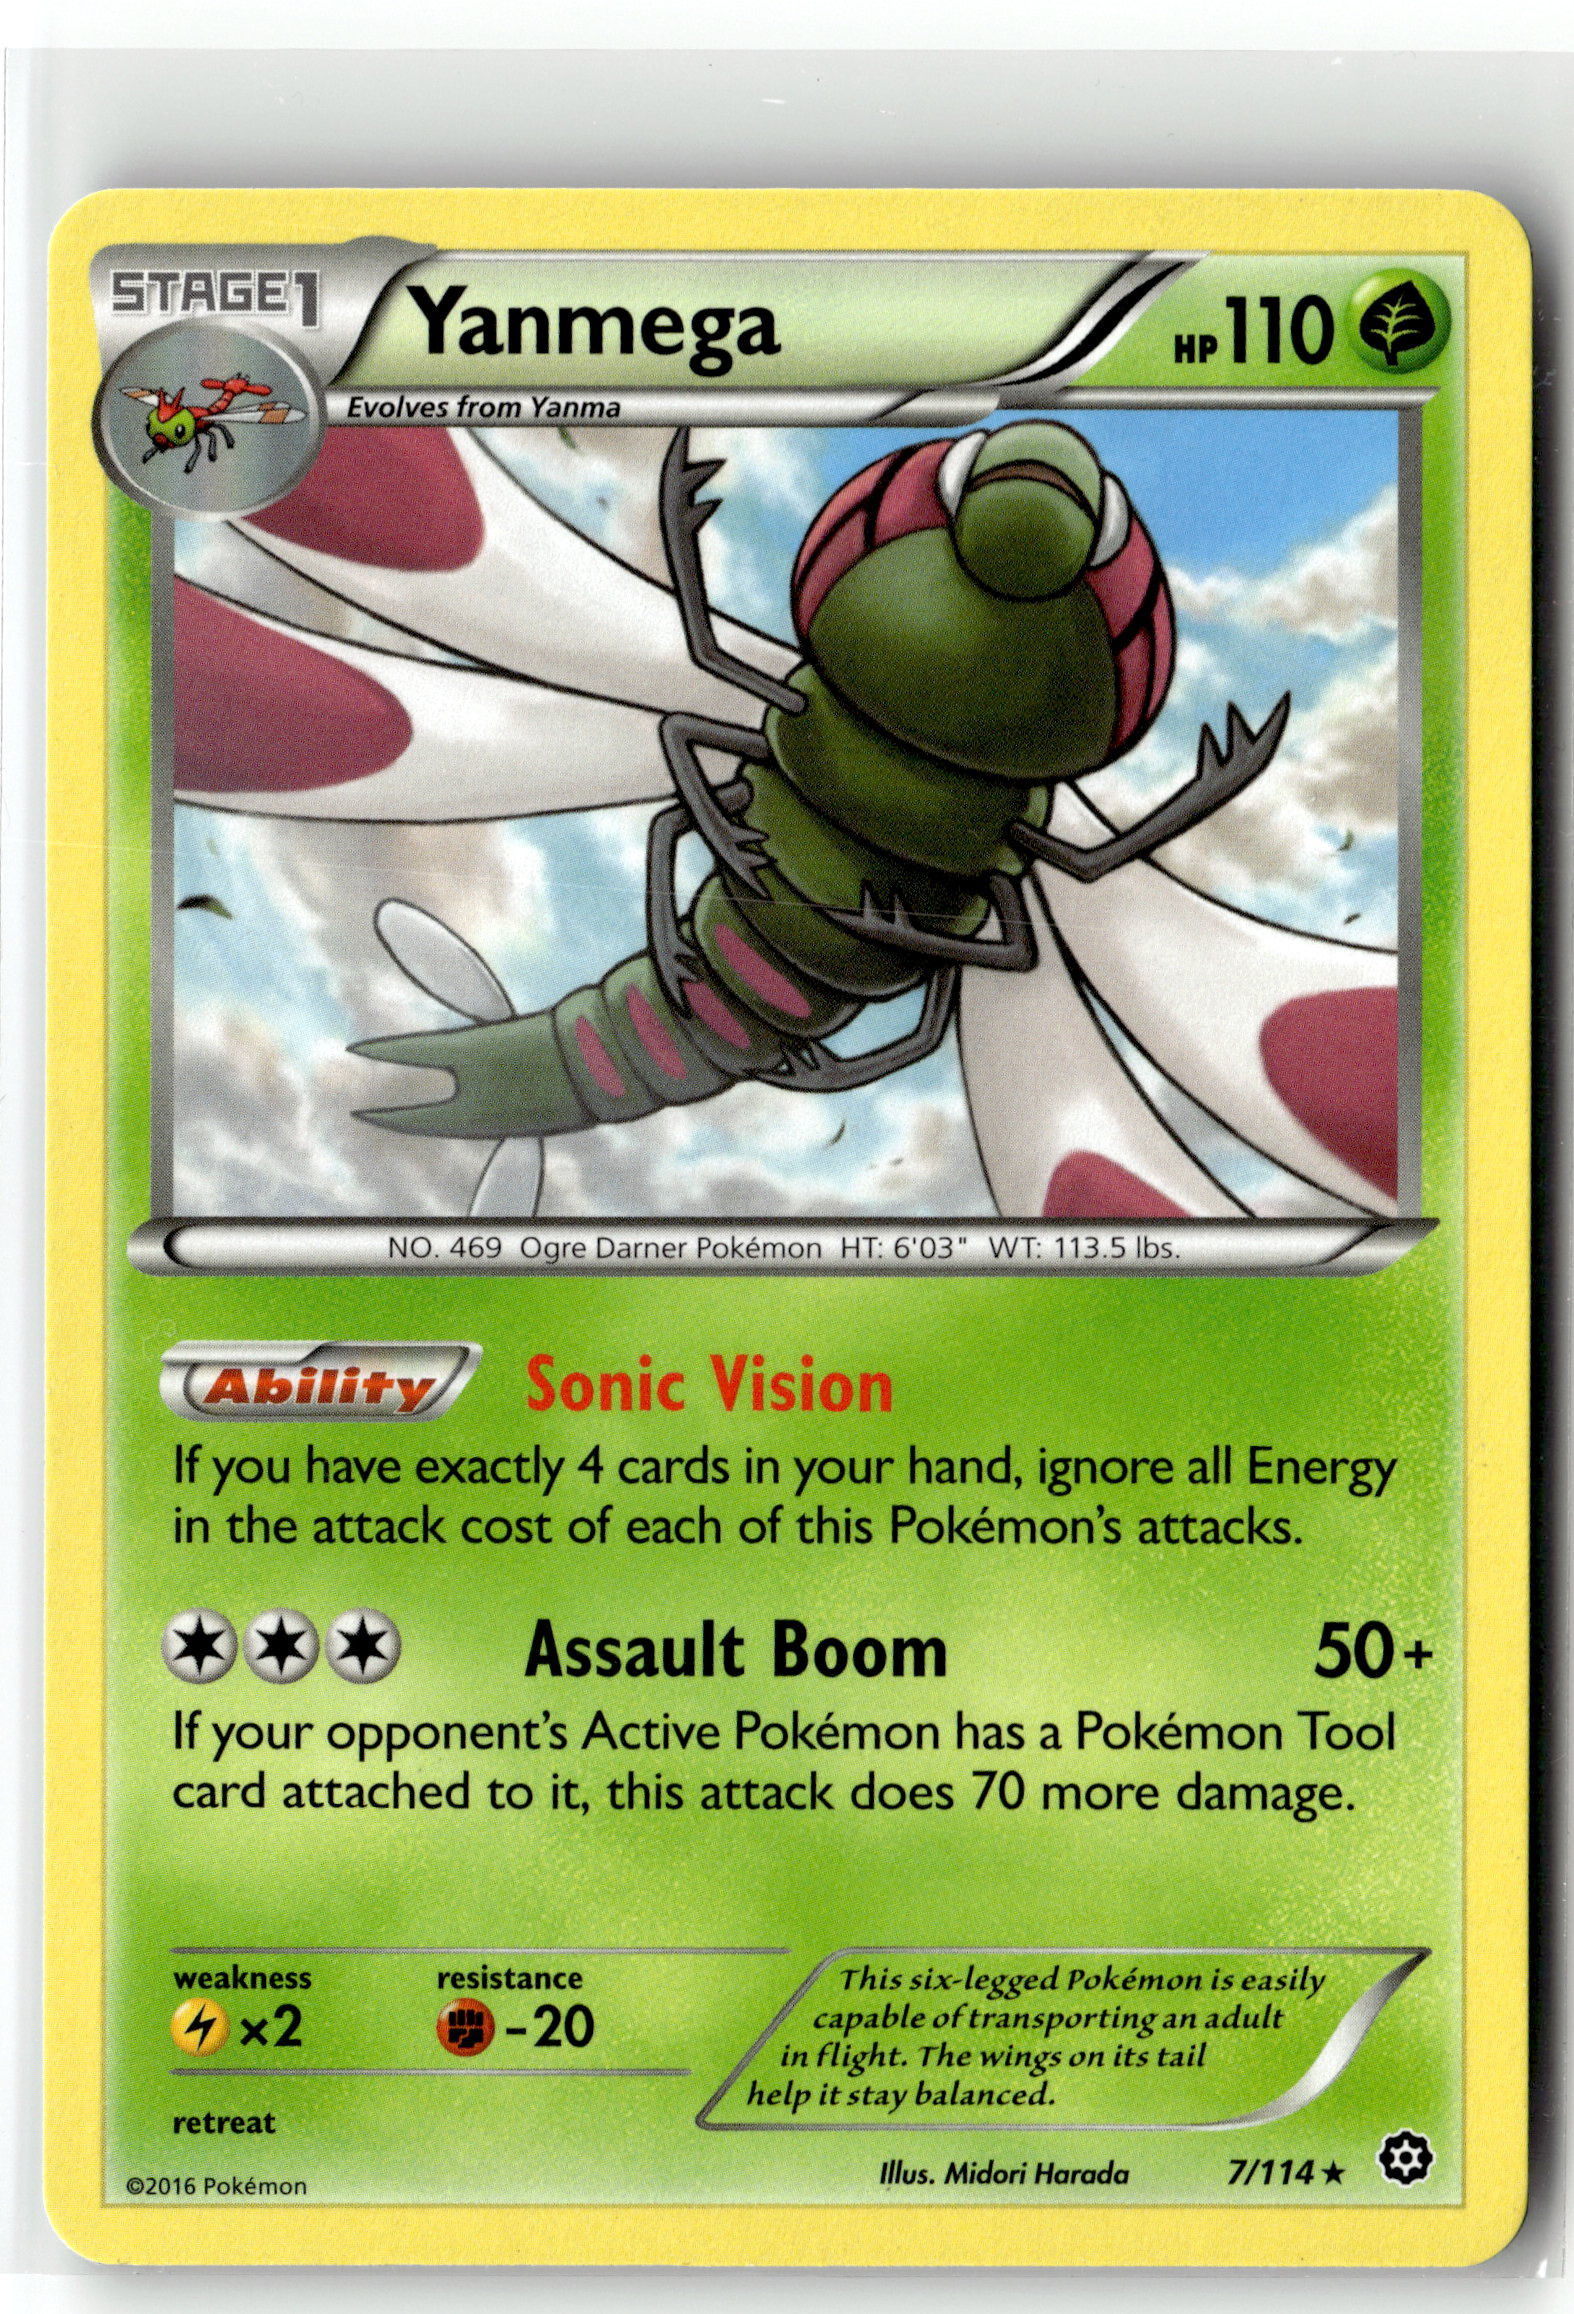 STAGE1
Yanmega
HP110
Evolves from Yanma
NO. 469 Ogre Darner Pokémon HT: 6'03" WT: 113.5 lbs.
Ability Sonic Vision
If you have exactly 4 cards in your hand, ignore all Energy
in the attack cost of each of this Pokémon's attacks.
Assault Boom 50+
If your opponent's Active Pokémon has a Pokémon Tool
card attached to it, this attack does 70 more damage.
weakness resistance
×2 -20
retreat
This six-legged Pokémon is easily
capable of transporting an adult
in flight. The wings on its tail
help it stay balanced.
©2016 Pokémon Illus. Midori Harada 7/114★